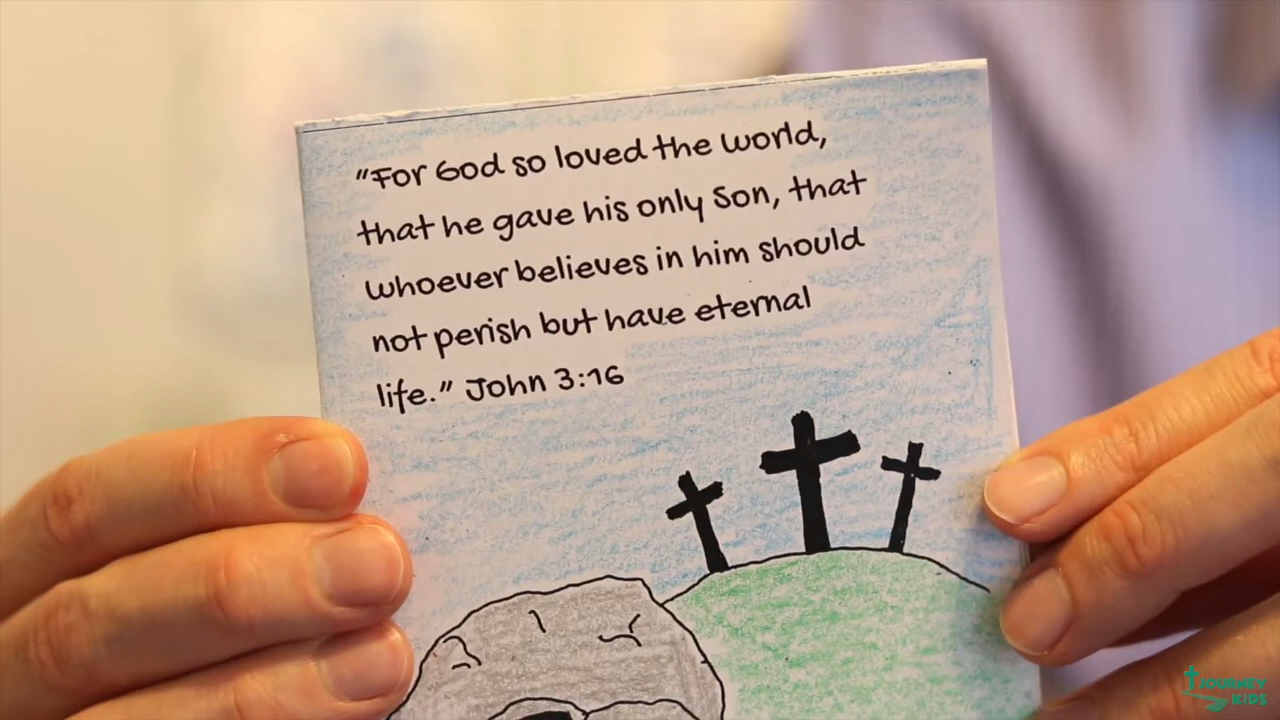 "For God so loved the world,
that he gave his only Son, that
whoever believes in him should
not perish but have eternal
life." John 3:16
JOURNEY
KiDS